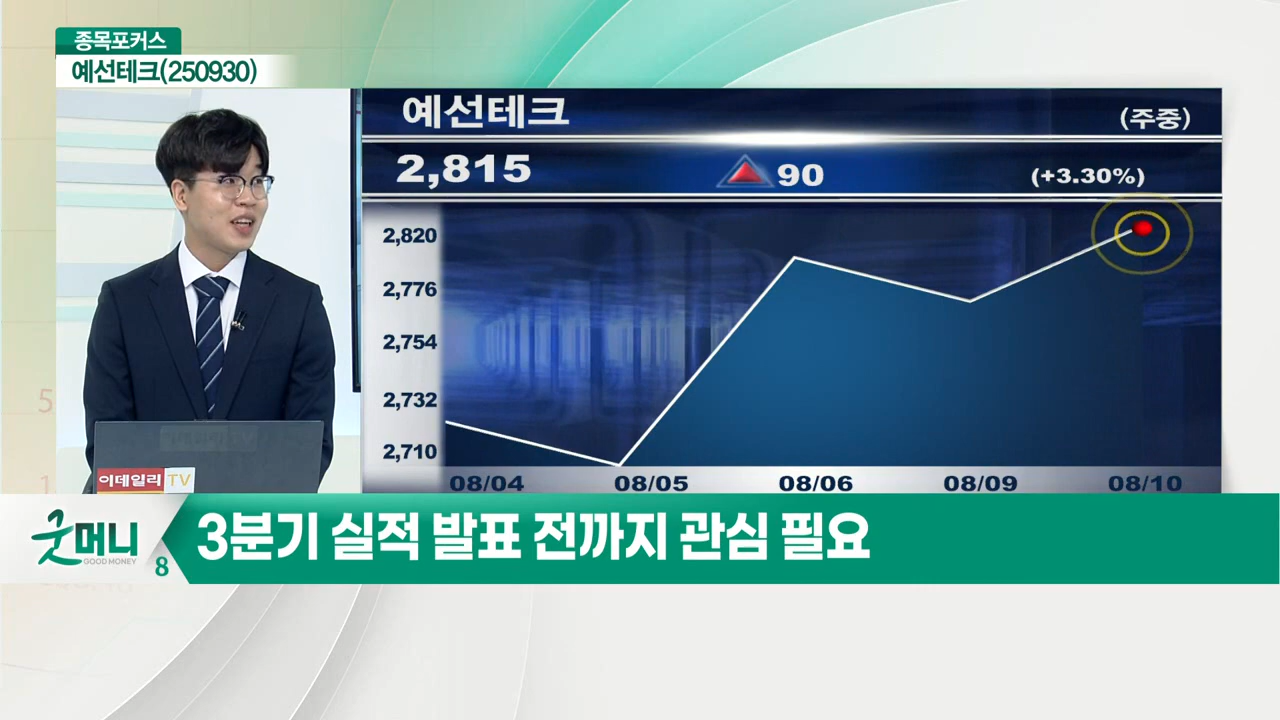 종목포커스
예선테크(250930)
예선테크
(주중)
2,815
90
(+3.30%)
2,820
2,776
2,754
2,732
2,710
08/04
08/05
08/06
08/09
08/10
이데일리 TV
굿머니
GOOD MONEY
8
3분기 실적 발표 전까지 관심 필요
5
1